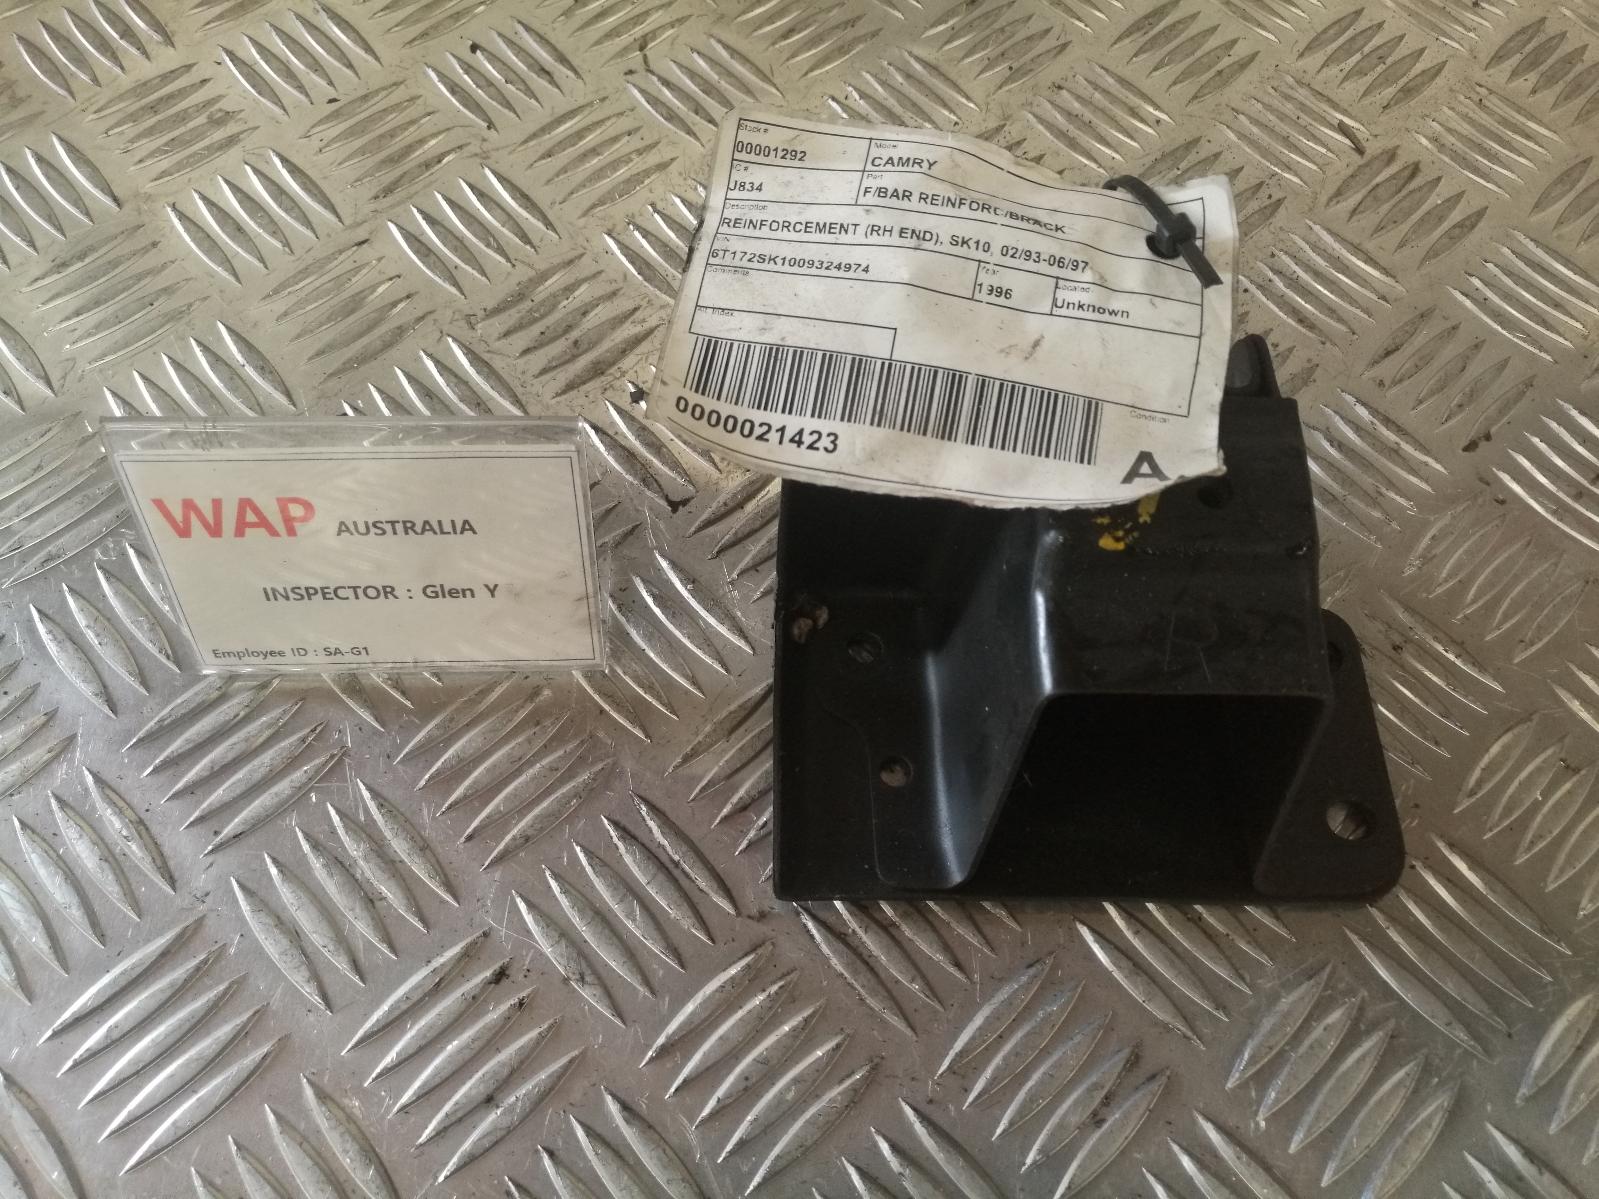 Stock #
00001292
Model
CAMRY
IC #
J834
Part
F/BAR REINFORC/BRACK
Description
REINFORCEMENT (RH END), SK10, 02/93-06/97
VIN
6T172SK1009324974
Year
1996
Located
Unknown
Comments
Alt. Index
0000021423
Condition
A
WAP AUSTRALIA
INSPECTOR : Glen Y
Employee ID : SA-G1